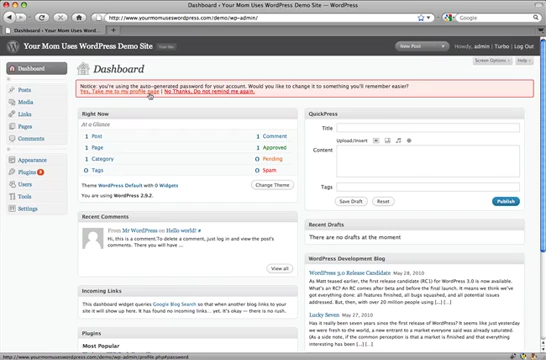 Dashboard ‹ Your Mom Uses WordPress Demo Site — WordPress
http://www.yourmomuseswordpress.com/demo/wp-admin/
Google
Dashboard ‹ Your Mom Uses WordP...
Your Mom Uses WordPress Demo Site
Visit Site
New Post
Howdy, admin | Turbo | Log Out
Screen Options
Help
Dashboard
Dashboard
Notice: you're using the auto-generated password for your account. Would you like to change it to something you'll remember easier?
Yes, Take me to my profile page | No Thanks, Do not remind me again.
Posts
Media
Links
Pages
Comments
Appearance
Plugins
Users
Tools
Settings
Right Now
At a Glance
1 Post
1 Comment
1 Page
1 Approved
1 Category
0 Pending
0 Tags
0 Spam
Theme WordPress Default with 0 Widgets
Change Theme
You are using WordPress 2.9.2.
Recent Comments
From Mr WordPress on Hello world! #
Hi, this is a comment.To delete a comment, just log in and view the post's
comments. There you will have ...
View all
Incoming Links
This dashboard widget queries Google Blog Search so that when another blog links to your
site it will show up here. It has found no incoming links... yet. It's okay — there is no rush.
Plugins
Most Popular
QuickPress
Title
Upload/Insert
Content
Tags
Save Draft
Reset
Publish
Recent Drafts
There are no drafts at the moment
WordPress Development Blog
WordPress 3.0 Release Candidate May 28, 2010
As Matt teased earlier, the first release candidate (RC1) for WordPress 3.0 is now
available. What's an RC? An RC comes after beta and before the final launch. It means we think we've
got everything done: all features finished, all bugs squashed, and all potential issues
addressed. But, then, with over 20 million people [...]
Lucky Seven May 27, 2010
Has it really been seven years since the first release of WordPress? It seems like just yesterday
we were fresh to the world, a new entrant to a market everyone said was already saturated.
(As a side note, if the common perception is that a market is finished and that everything
interesting has been [...]
http://www.yourmomuseswordpress.com/demo/wp-admin/profile.php#password